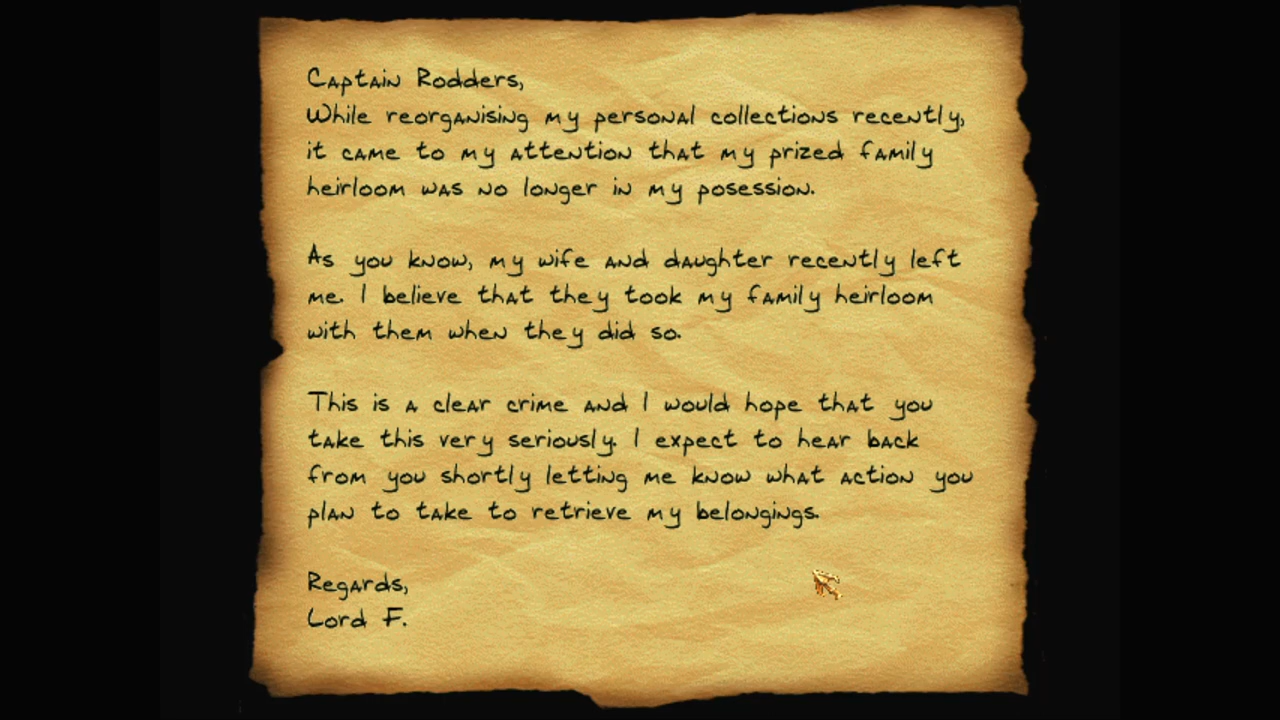 Captain Rodders,
While reorganising my personal collections recently,
it came to my attention that my prized family
heirloom was no longer in my posession.
As you know, my wife and daughter recently left
me. I believe that they took my family heirloom
with them when they did so.
This is a clear crime and I would hope that you
take this very seriously. I expect to hear back
from you shortly letting me know what action you
plan to take to retrieve my belongings.
Regards,
Lord F.